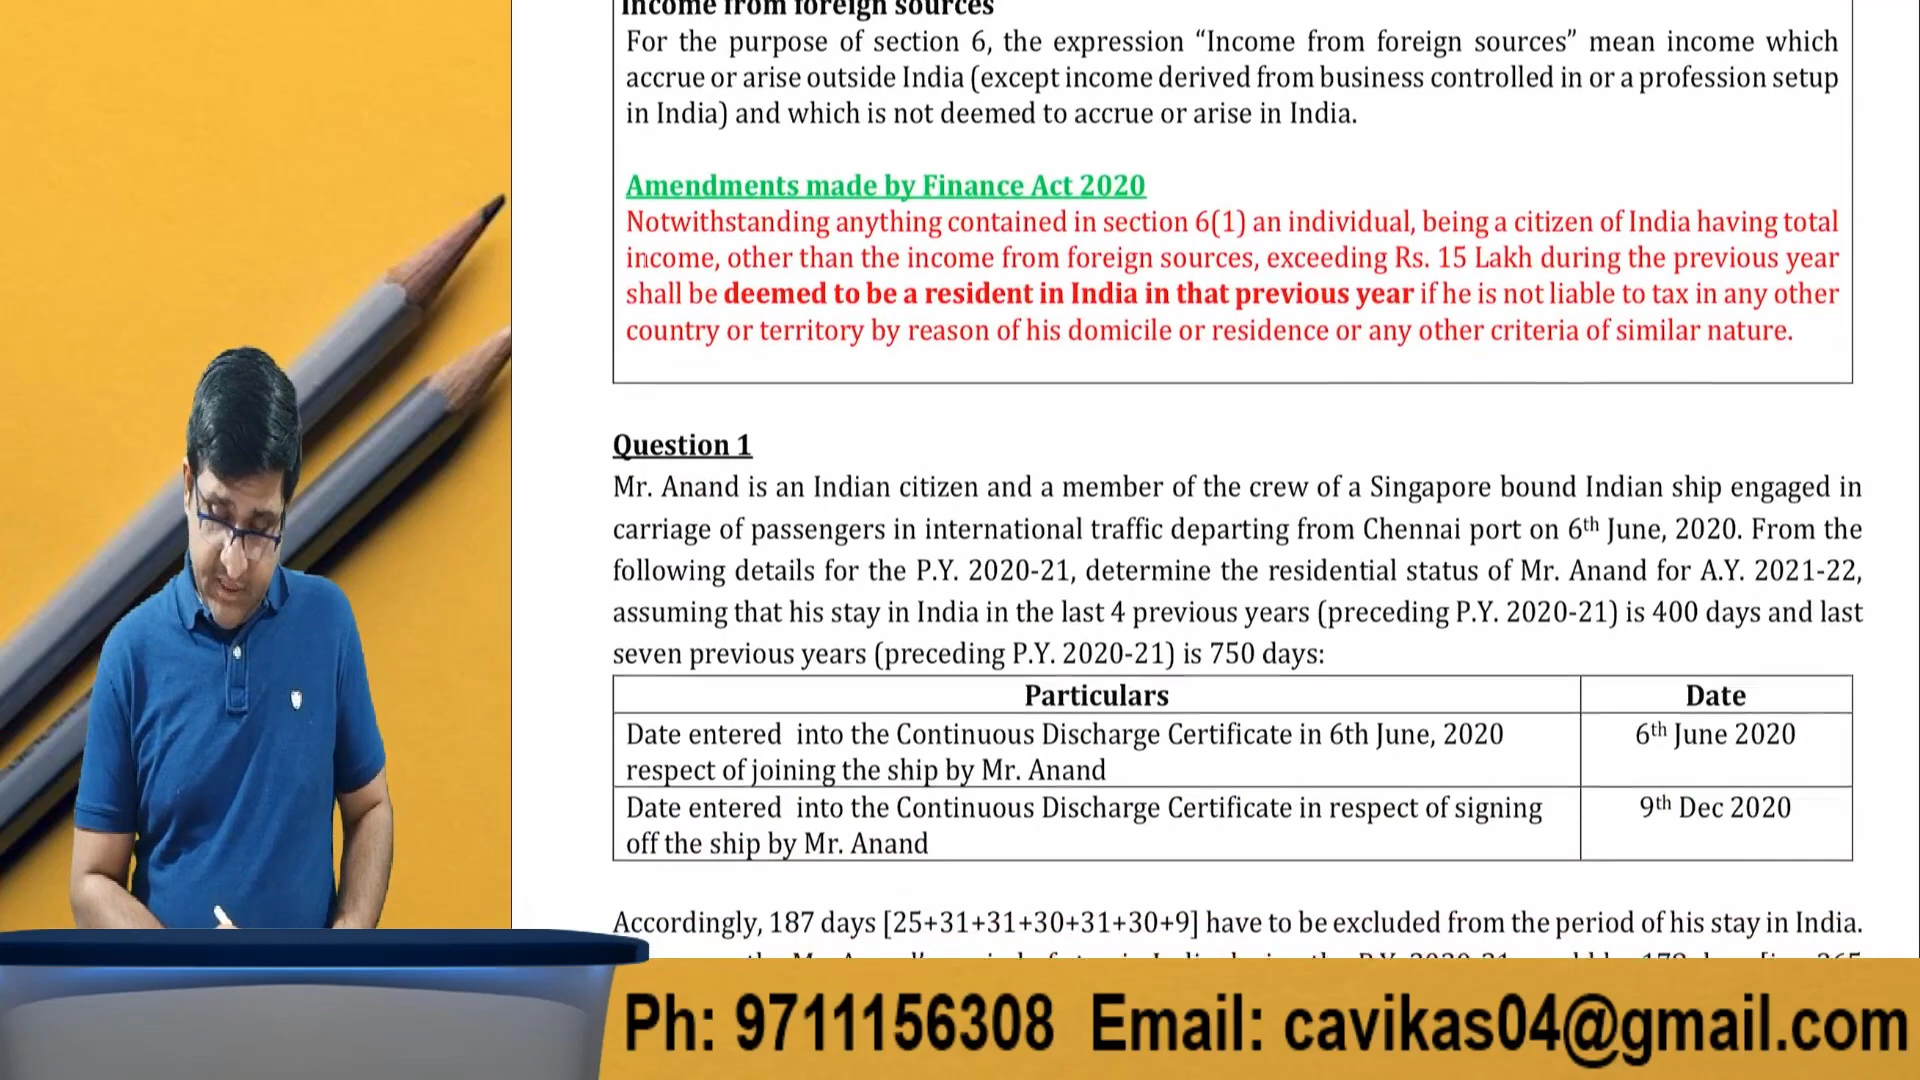 Income from foreign sources
For the purpose of section 6, the expression “Income from foreign sources” mean income which
accrue or arise outside India (except income derived from business controlled in or a profession setup
in India) and which is not deemed to accrue or arise in India.
Amendments made by Finance Act 2020
Notwithstanding anything contained in section 6(1) an individual, being a citizen of India having total
income, other than the income from foreign sources, exceeding Rs. 15 Lakh during the previous year
shall be deemed to be a resident in India in that previous year if he is not liable to tax in any other
country or territory by reason of his domicile or residence or any other criteria of similar nature.
Question 1
Mr. Anand is an Indian citizen and a member of the crew of a Singapore bound Indian ship engaged in
carriage of passengers in international traffic departing from Chennai port on 6th June, 2020. From the
following details for the P.Y. 2020-21, determine the residential status of Mr. Anand for A.Y. 2021-22,
assuming that his stay in India in the last 4 previous years (preceding P.Y. 2020-21) is 400 days and last
seven previous years (preceding P.Y. 2020-21) is 750 days:
Particulars Date
Date entered into the Continuous Discharge Certificate in 6th June, 2020 6th June 2020
respect of joining the ship by Mr. Anand
Date entered into the Continuous Discharge Certificate in respect of signing 9th Dec 2020
off the ship by Mr. Anand
Accordingly, 187 days [25+31+31+30+31+30+9] have to be excluded from the period of his stay in India.
Ph: 9711156308 Email: cavikas04@gmail.com